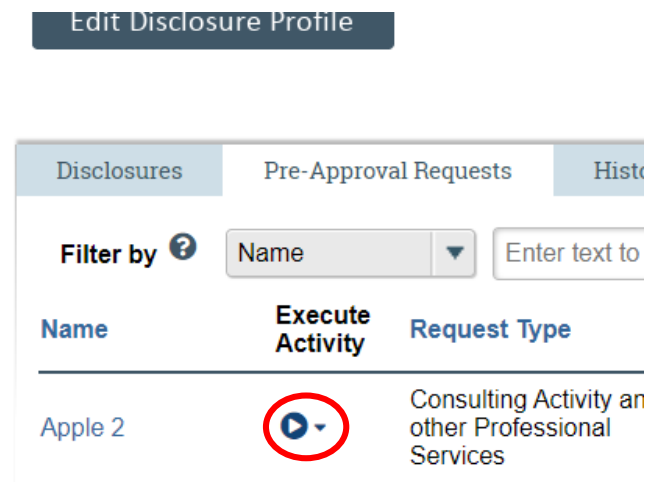 Edit Disclosure Profile
Disclosures Pre-Approval Requests Histo
Filter by ? Name Enter text to
Name Execute Activity Request Type
Apple 2 Consulting Activity an
other Professional
Services